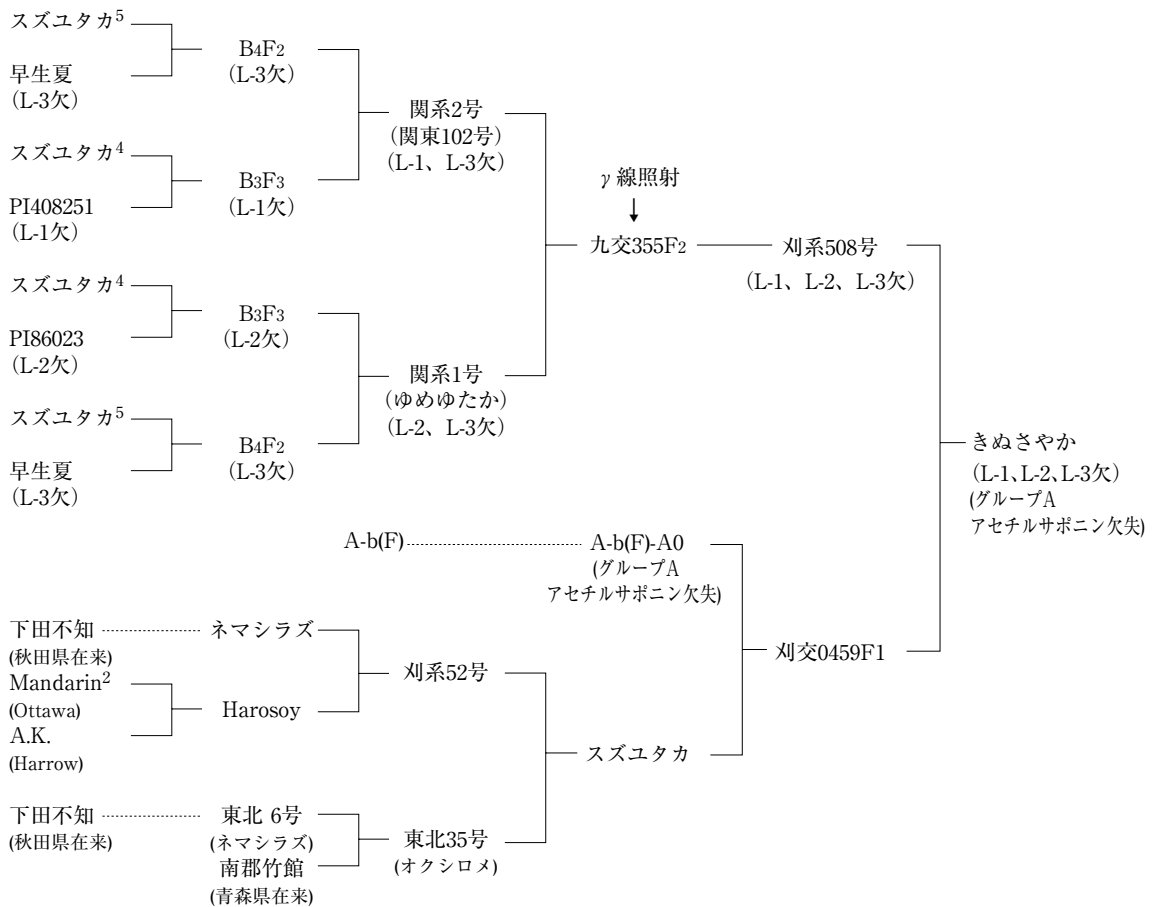 スズユタカ5
早生夏
(L-3欠)
B4F2
(L-3欠)
スズユタカ4
PI408251
(L-1欠)
B3F3
(L-1欠)
関系2号
(関東102号)
(L-1、L-3欠)
スズユタカ4
PI86023
(L-2欠)
B3F3
(L-2欠)
スズユタカ5
早生夏
(L-3欠)
B4F2
(L-3欠)
関系1号
(ゆめゆたか)
(L-2、L-3欠)
γ線照射
九交355F2
刈系508号
(L-1、L-2、L-3欠)
きぬさやか
(L-1、L-2、L-3欠)
(グループA
アセチルサポニン欠失)
A-b(F)
A-b(F)-A0
(グループA
アセチルサポニン欠失)
下田不知
(秋田県在来)
ネマシラズ
Mandarin2
(Ottawa)
A.K.
(Harrow)
Harosoy
刈系52号
下田不知
(秋田県在来)
東北 6号
(ネマシラズ)
南郡竹館
(青森県在来)
東北35号
(オクシロメ)
スズユタカ
刈交0459F1